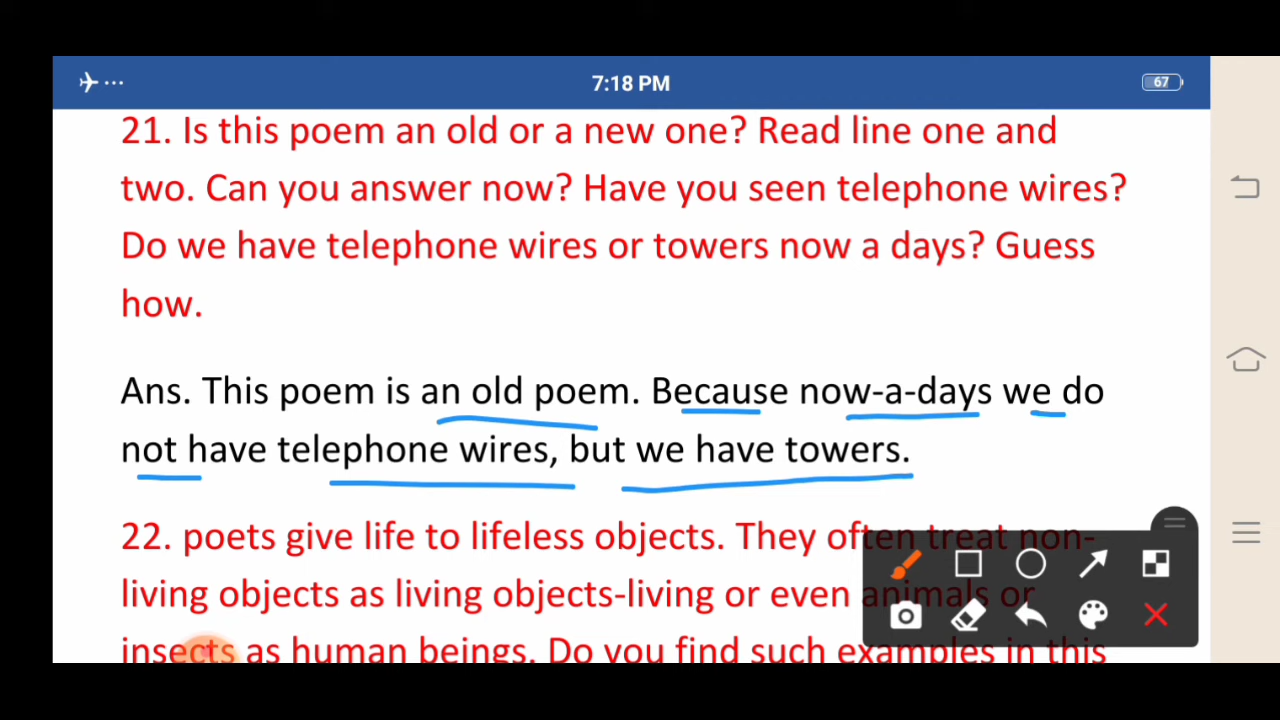 7:18 PM
67
21. Is this poem an old or a new one? Read line one and
two. Can you answer now? Have you seen telephone wires?
Do we have telephone wires or towers now a days? Guess
how.
Ans. This poem is an old poem. Because now-a-days we do
not have telephone wires, but we have towers.
22. poets give life to lifeless objects. They often treat non-
living objects as living objects-living or even animals or
insects as human beings. Do you find such examples in this